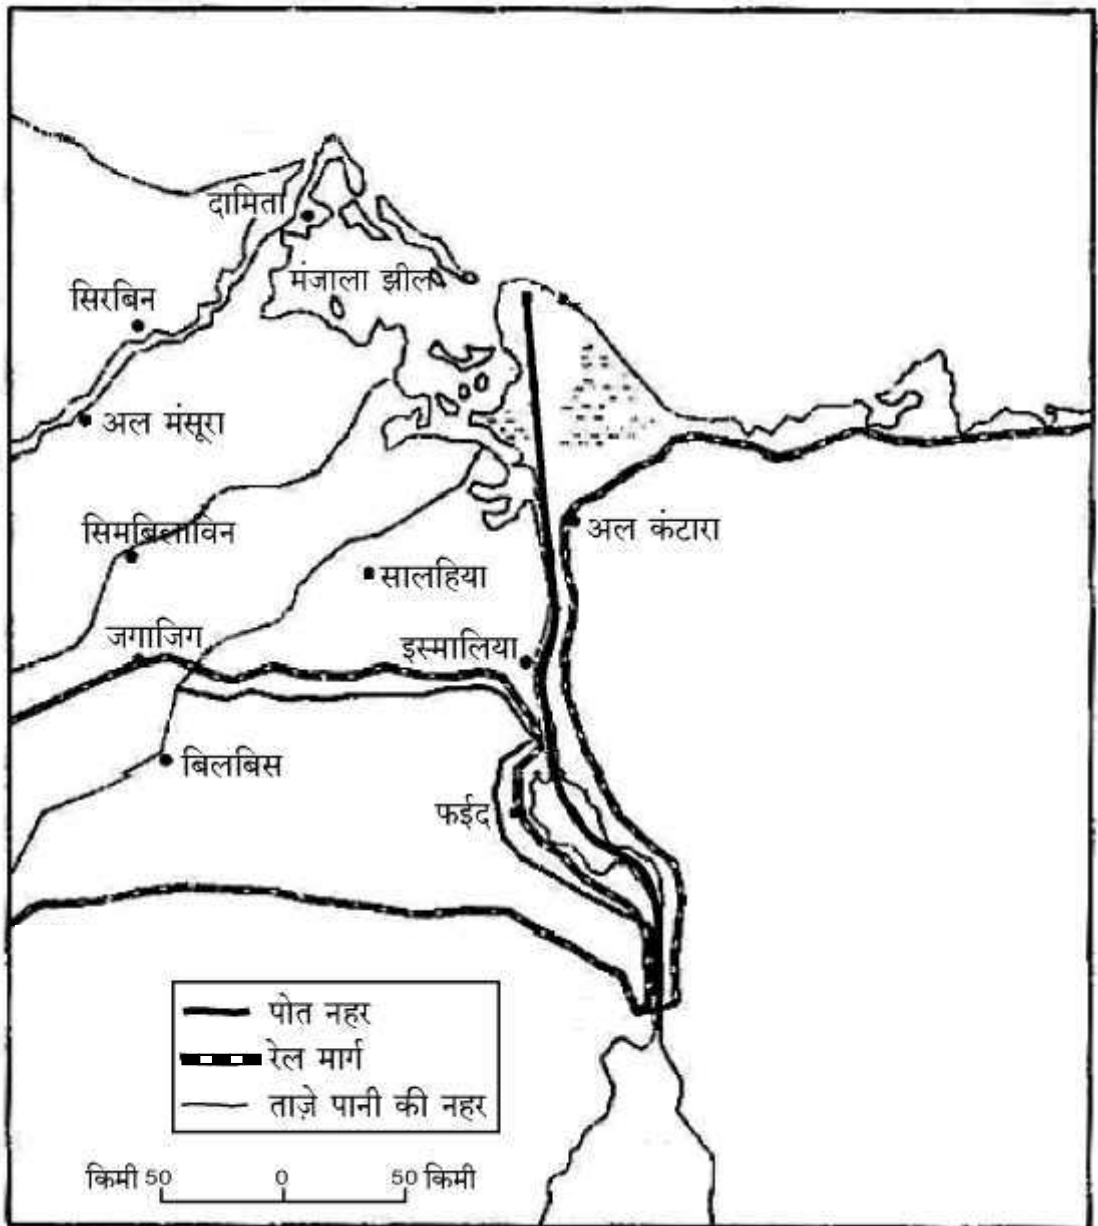 दामिता
मंजाला झील
सिरबिन
अल मंसूरा
सिमबिलाविन
अल कंटारा
सालहिया
जगाजिग
इस्मालिया
बिलबिस
फईद
पोत नहर
रेल मार्ग
ताज़े पानी की नहर
किमी 50 0 50 किमी